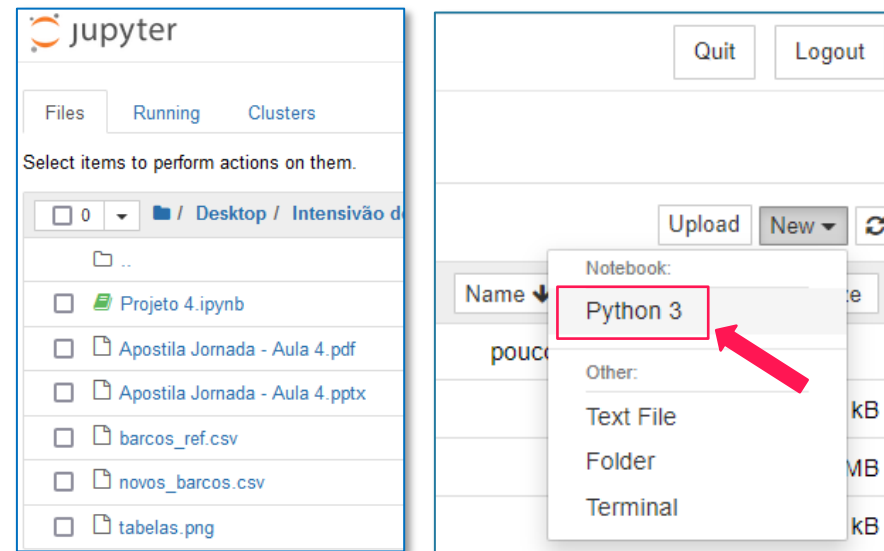 jupyter
Files Running Clusters
Select items to perform actions on them.
0 / Desktop / Intensivão d
..
Projeto 4.ipynb
Apostila Jornada - Aula 4.pdf
Apostila Jornada - Aula 4.pptx
barcos_ref.csv
novos_barcos.csv
tabelas.png
Quit Logout
Upload New
Notebook:
Name
Python 3
Other:
Text File
kB
Folder
MB
Terminal
kB